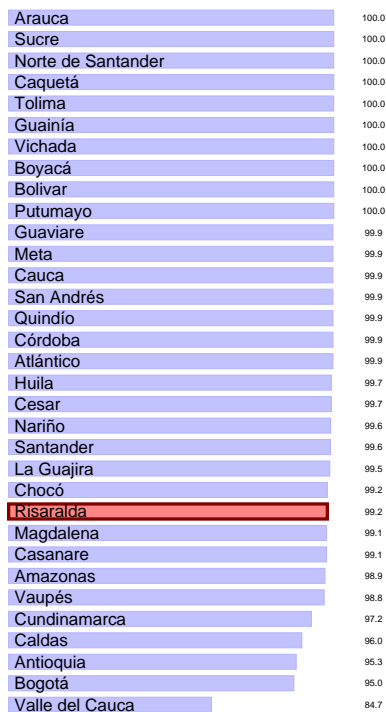 Arauca 100.0
Sucre 100.0
Norte de Santander 100.0
Caquetá 100.0
Tolima 100.0
Guainía 100.0
Vichada 100.0
Boyacá 100.0
Bolivar 100.0
Putumayo 100.0
Guaviare 99.9
Meta 99.9
Cauca 99.9
San Andrés 99.9
Quindío 99.9
Córdoba 99.9
Atlántico 99.9
Huila 99.7
Cesar 99.7
Nariño 99.6
Santander 99.6
La Guajira 99.5
Chocó 99.2
Risaralda 99.2
Magdalena 99.1
Casanare 99.1
Amazonas 98.9
Vaupés 98.8
Cundinamarca 97.2
Caldas 96.0
Antioquia 95.3
Bogotá 95.0
Valle del Cauca 84.7